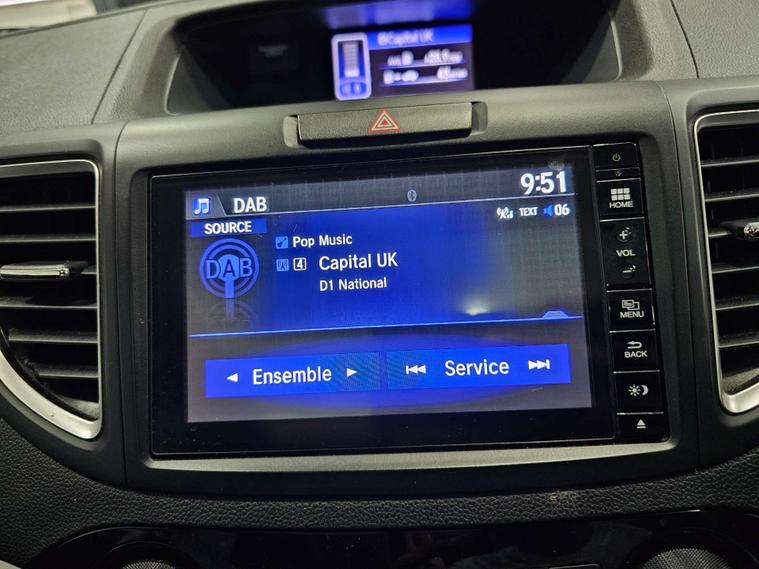 Capital UK
9:51
DAB
TEXT 06
SOURCE
Pop Music
DAB
4 Capital UK
D1 National
Ensemble
Service
HOME
VOL
MENU
BACK